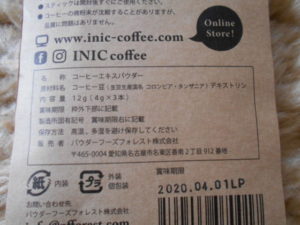 • スティックは開封後すぐにご使用ください。
• コーヒーの微粉末が沈殿することがありますが、
品質に問題はありません。
www.inic-coffee.com
Online
Store!
INIC coffee
名 称 コーヒーエキスパウダー
原材料名 コーヒー豆(生豆生産国名 コロンビア・タンザニア)デキストリン
内 容 量 12g(4g×3本)
賞味期限 枠外下部に記載
製造所固有記号 賞味期限右に記載
保存方法 高温、多湿を避け保存してください
販 売 者 パウダーフーズフォレスト株式会社
〒465-0004 愛知県名古屋市名東区香南2丁目912番地
紙 内装
プラ 外装
個包装
賞味期限
2020.04.01LP
お問い合わせ先
パウダーフーズフォレスト株式会社